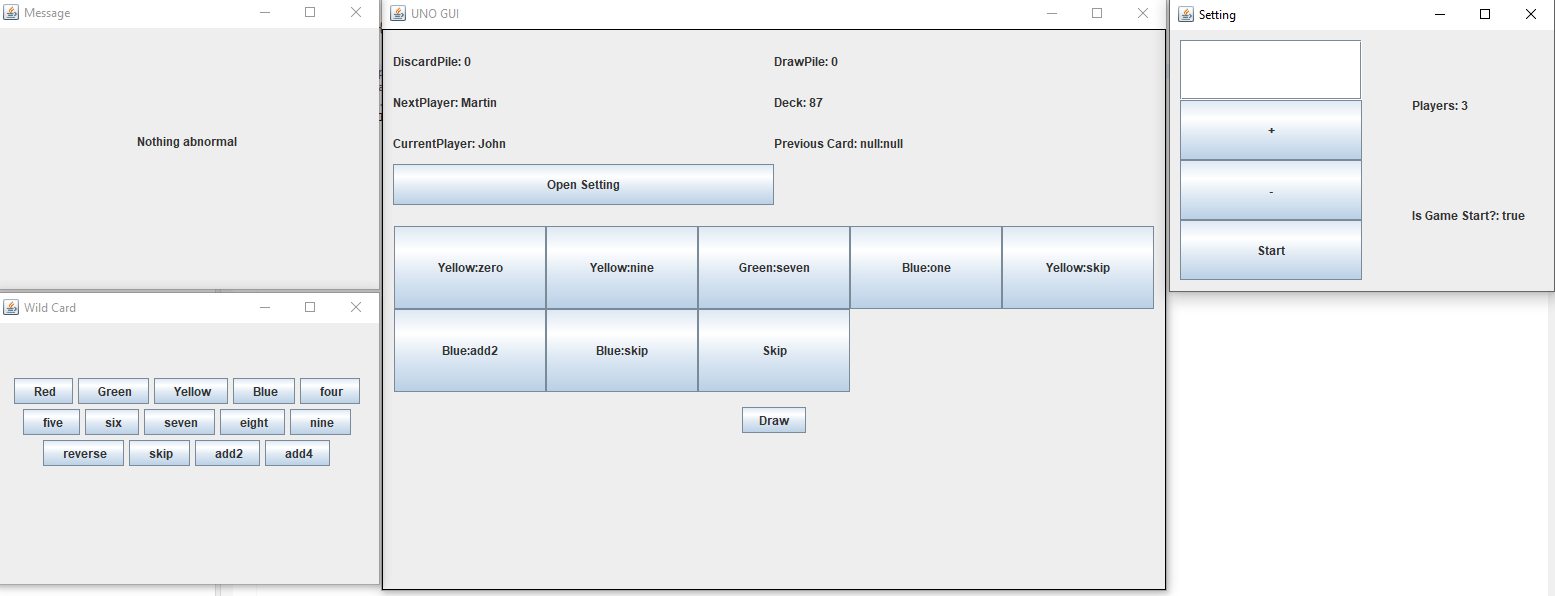 Message
Nothing abnormal
Wild Card
Red Green Yellow Blue four
five six seven eight nine
reverse skip add2 add4
UNO GUI
DiscardPile: 0 DrawPile: 0
NextPlayer: Martin Deck: 87
CurrentPlayer: John Previous Card: null:null
Open Setting
Yellow:zero Yellow:nine Green:seven Blue:one Yellow:skip
Blue:add2 Blue:skip Skip
Draw
Setting
Players: 3
+
-
Is Game Start?: true
Start